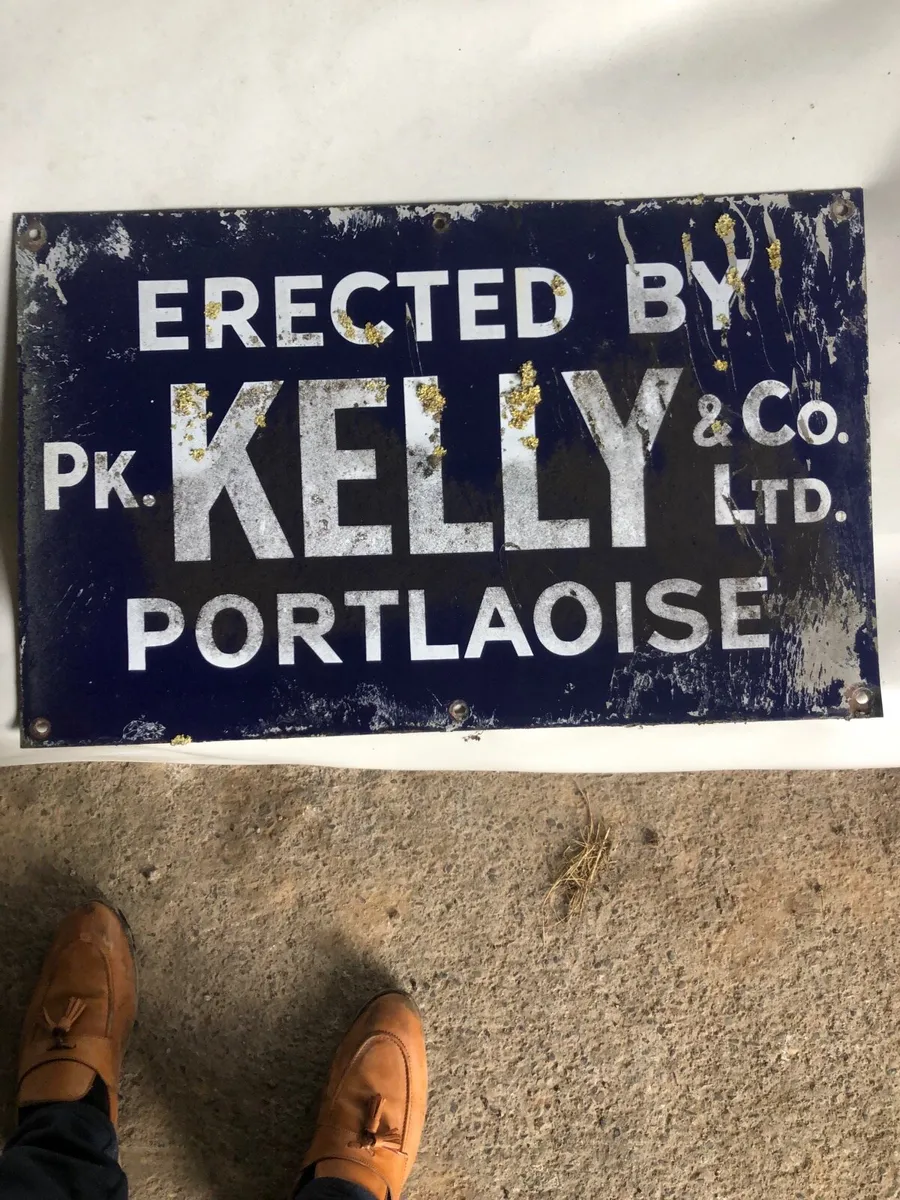 ERECTED BY
PK. KELLY & CO. LTD.
PORTLAOISE